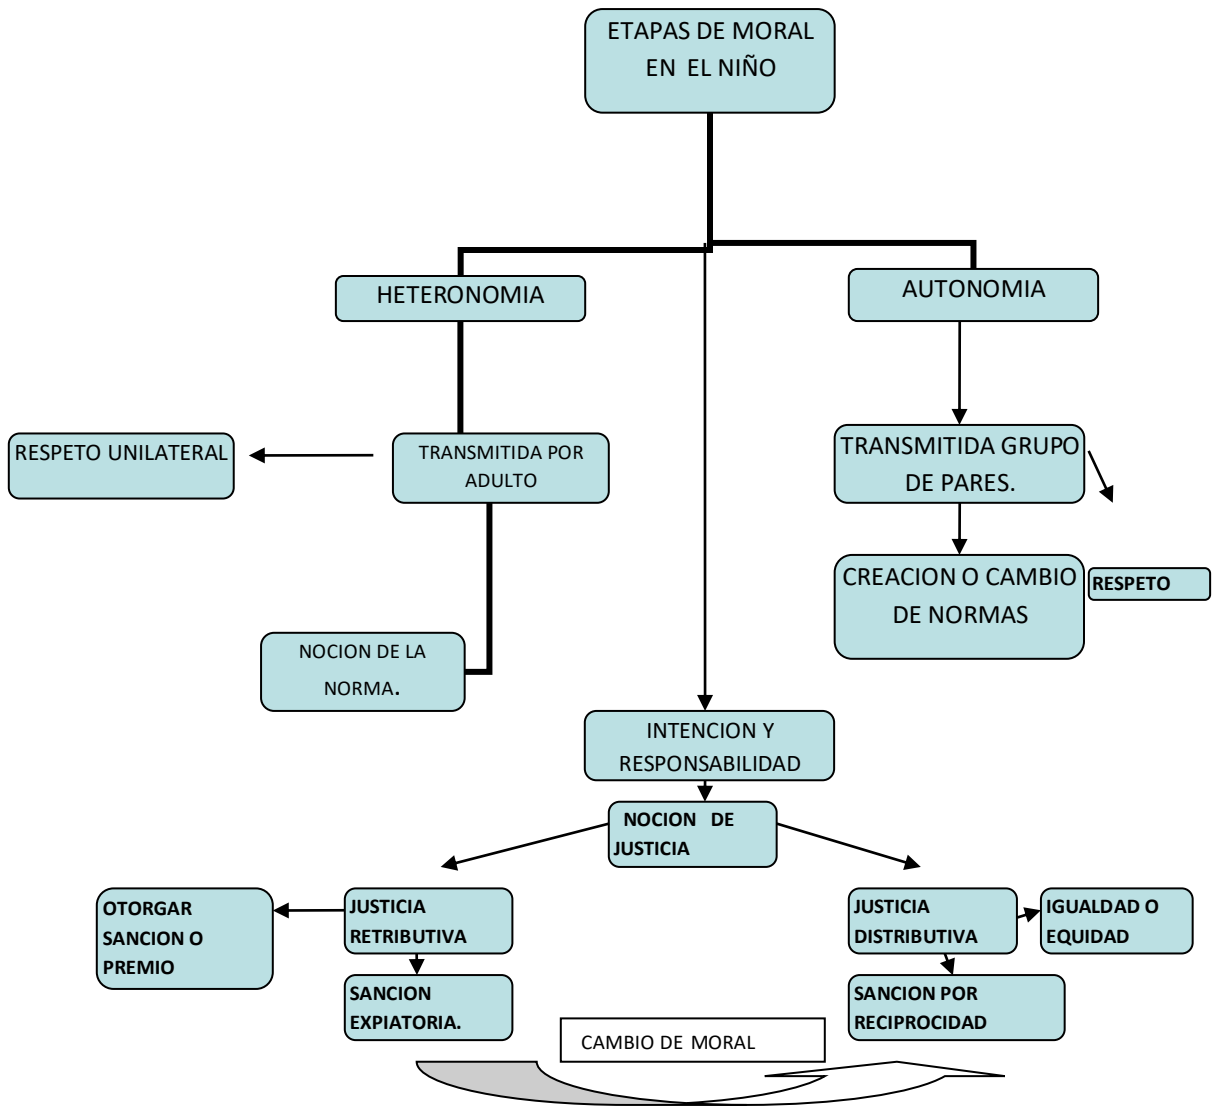 ETAPAS DE MORAL
EN EL NIÑO
HETERONOMIA
AUTONOMIA
RESPETO UNILATERAL
TRANSMITIDA POR
ADULTO
TRANSMITIDA GRUPO
DE PARES.
CREACION O CAMBIO
DE NORMAS
RESPETO
NOCION DE LA
NORMA.
INTENCION Y
RESPONSABILIDAD
NOCION DE
JUSTICIA
OTORGAR
SANCION O
PREMIO
JUSTICIA
RETRIBUTIVA
JUSTICIA
DISTRIBUTIVA
IGUALDAD O
EQUIDAD
SANCION
EXPIATORIA.
SANCION POR
RECIPROCIDAD
CAMBIO DE MORAL